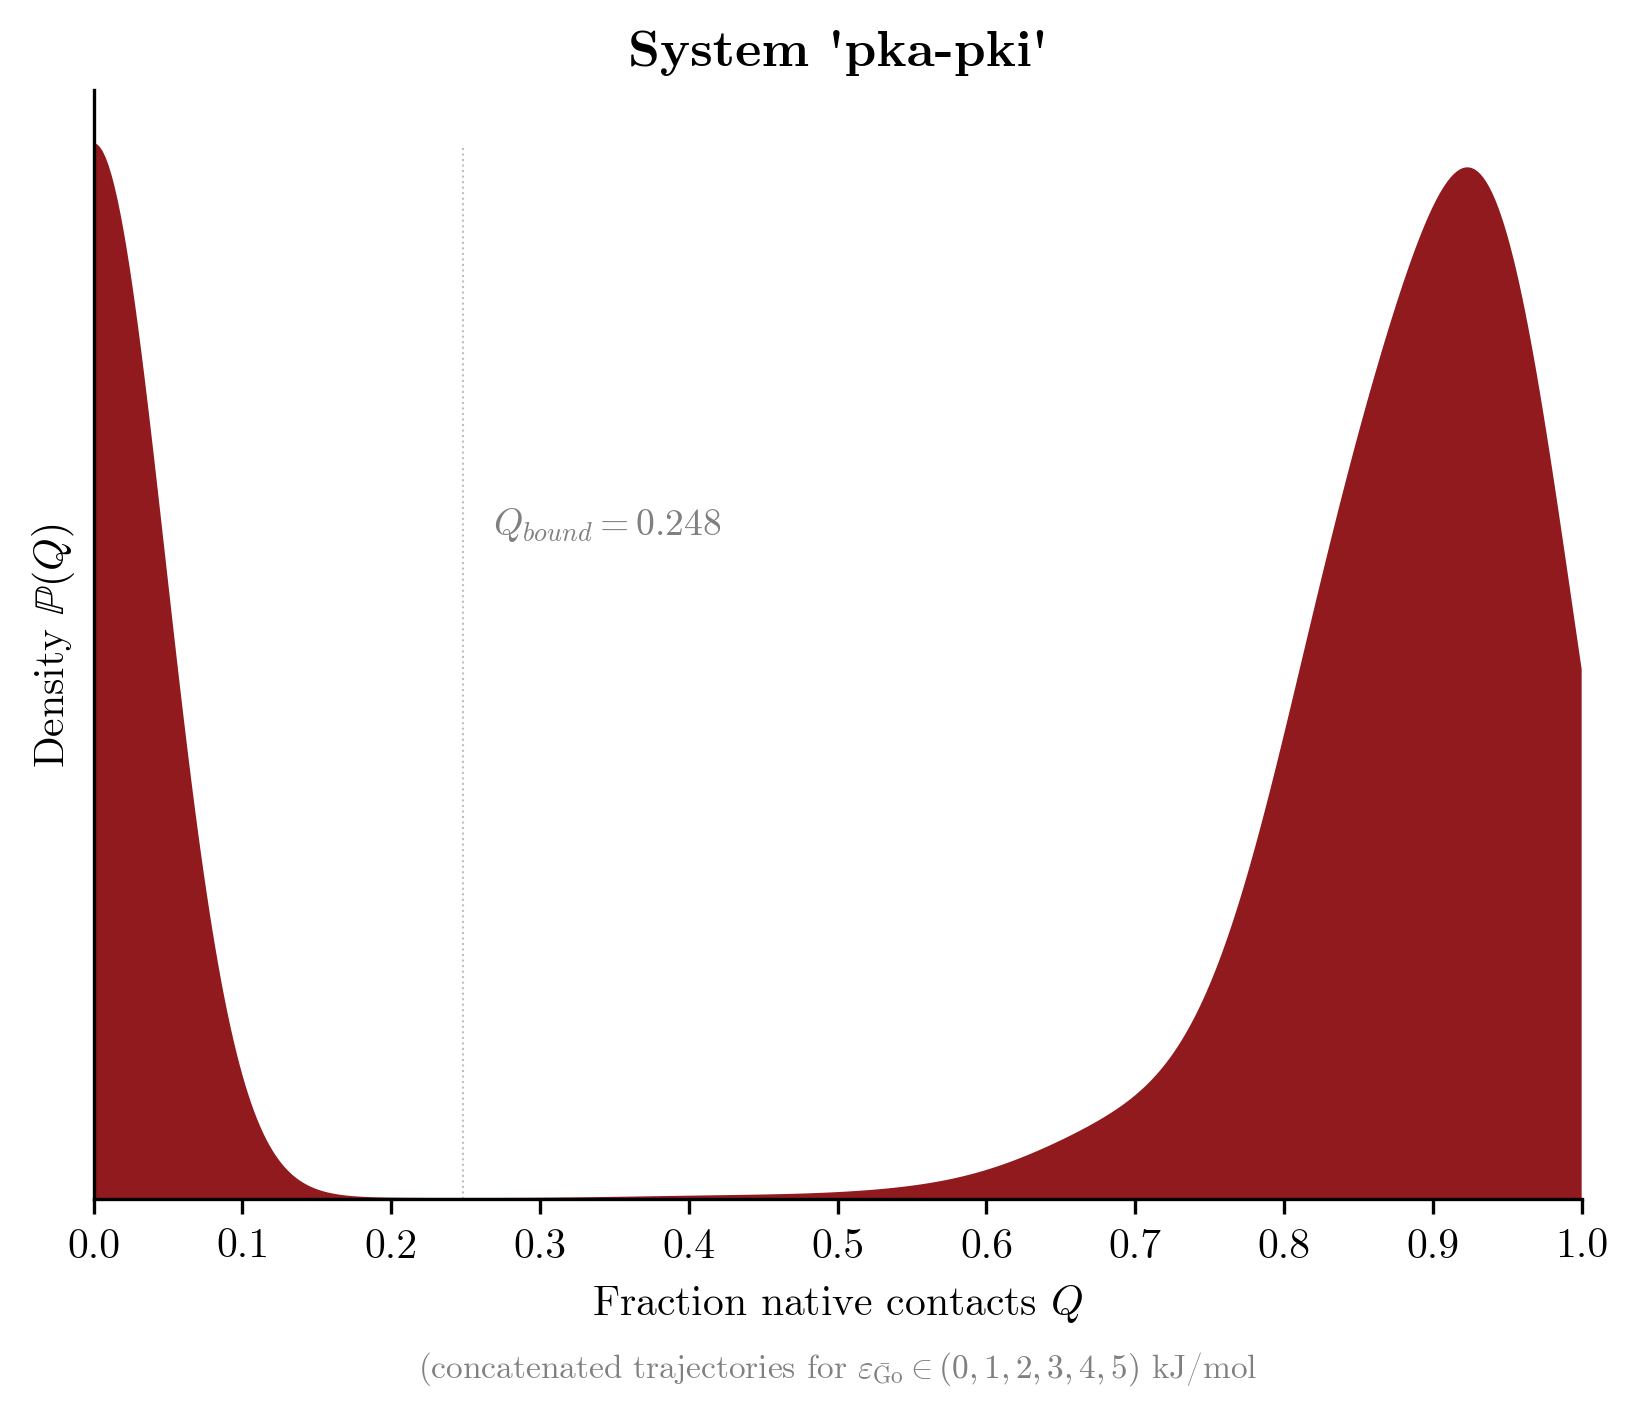 System 'pka-pki'
Density ℙ(Q)
Q_bound = 0.248
0.0 0.1 0.2 0.3 0.4 0.5 0.6 0.7 0.8 0.9 1.0
Fraction native contacts Q
(concatenated trajectories for ε_Ḡo ∈ (0, 1, 2, 3, 4, 5) kJ/mol